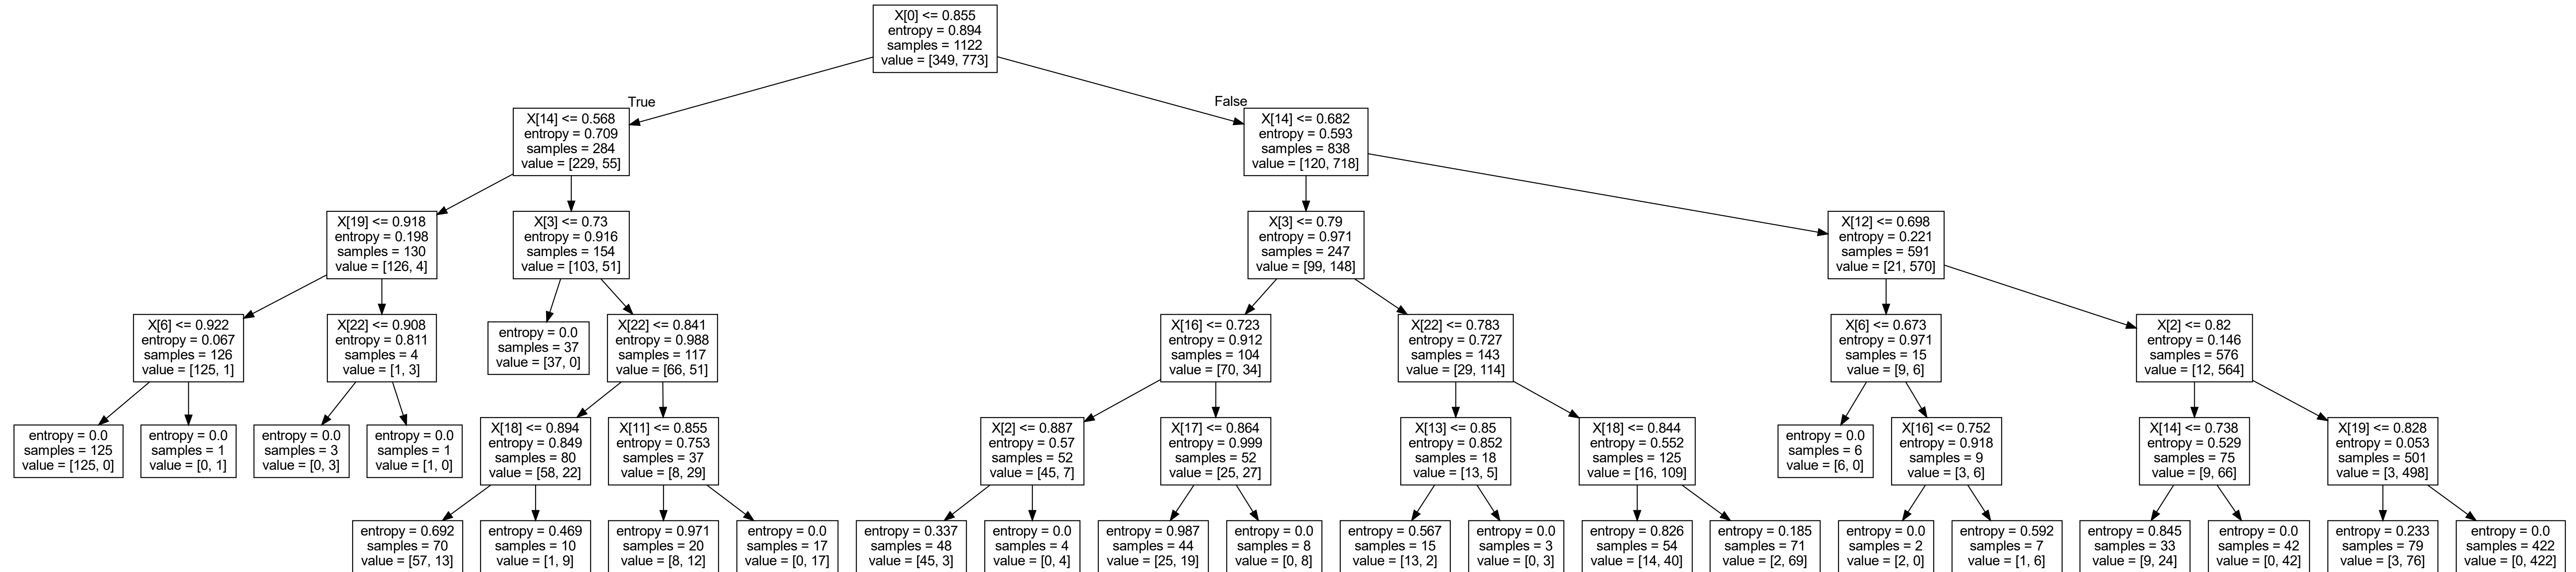 X[0] <= 0.855
entropy = 0.894
samples = 1122
value = [349, 773]
True
False
X[14] <= 0.568
entropy = 0.709
samples = 284
value = [229, 55]
X[14] <= 0.682
entropy = 0.593
samples = 838
value = [120, 718]
X[19] <= 0.918
entropy = 0.198
samples = 130
value = [126, 4]
X[3] <= 0.73
entropy = 0.916
samples = 154
value = [103, 51]
X[3] <= 0.79
entropy = 0.971
samples = 247
value = [99, 148]
X[12] <= 0.698
entropy = 0.221
samples = 591
value = [21, 570]
X[6] <= 0.922
entropy = 0.067
samples = 126
value = [125, 1]
X[22] <= 0.908
entropy = 0.811
samples = 4
value = [1, 3]
entropy = 0.0
samples = 37
value = [37, 0]
X[22] <= 0.841
entropy = 0.988
samples = 117
value = [66, 51]
X[16] <= 0.723
entropy = 0.912
samples = 104
value = [70, 34]
X[22] <= 0.783
entropy = 0.727
samples = 143
value = [29, 114]
X[6] <= 0.673
entropy = 0.971
samples = 15
value = [9, 6]
X[2] <= 0.82
entropy = 0.146
samples = 576
value = [12, 564]
entropy = 0.0
samples = 125
value = [125, 0]
entropy = 0.0
samples = 1
value = [0, 1]
entropy = 0.0
samples = 3
value = [0, 3]
entropy = 0.0
samples = 1
value = [1, 0]
X[18] <= 0.894
entropy = 0.849
samples = 80
value = [58, 22]
X[11] <= 0.855
entropy = 0.753
samples = 37
value = [8, 29]
X[2] <= 0.887
entropy = 0.57
samples = 52
value = [45, 7]
X[17] <= 0.864
entropy = 0.999
samples = 52
value = [25, 27]
X[13] <= 0.85
entropy = 0.852
samples = 18
value = [13, 5]
X[18] <= 0.844
entropy = 0.552
samples = 125
value = [16, 109]
entropy = 0.0
samples = 6
value = [6, 0]
X[16] <= 0.752
entropy = 0.918
samples = 9
value = [3, 6]
X[14] <= 0.738
entropy = 0.529
samples = 75
value = [9, 66]
X[19] <= 0.828
entropy = 0.053
samples = 501
value = [3, 498]
entropy = 0.692
samples = 70
value = [57, 13]
entropy = 0.469
samples = 10
value = [1, 9]
entropy = 0.971
samples = 20
value = [8, 12]
entropy = 0.0
samples = 17
value = [0, 17]
entropy = 0.337
samples = 48
value = [45, 3]
entropy = 0.0
samples = 4
value = [0, 4]
entropy = 0.987
samples = 44
value = [25, 19]
entropy = 0.0
samples = 8
value = [0, 8]
entropy = 0.567
samples = 15
value = [13, 2]
entropy = 0.0
samples = 3
value = [0, 3]
entropy = 0.826
samples = 54
value = [14, 40]
entropy = 0.185
samples = 71
value = [2, 69]
entropy = 0.0
samples = 2
value = [2, 0]
entropy = 0.592
samples = 7
value = [1, 6]
entropy = 0.845
samples = 33
value = [9, 24]
entropy = 0.0
samples = 42
value = [0, 42]
entropy = 0.233
samples = 79
value = [3, 76]
entropy = 0.0
samples = 422
value = [0, 422]